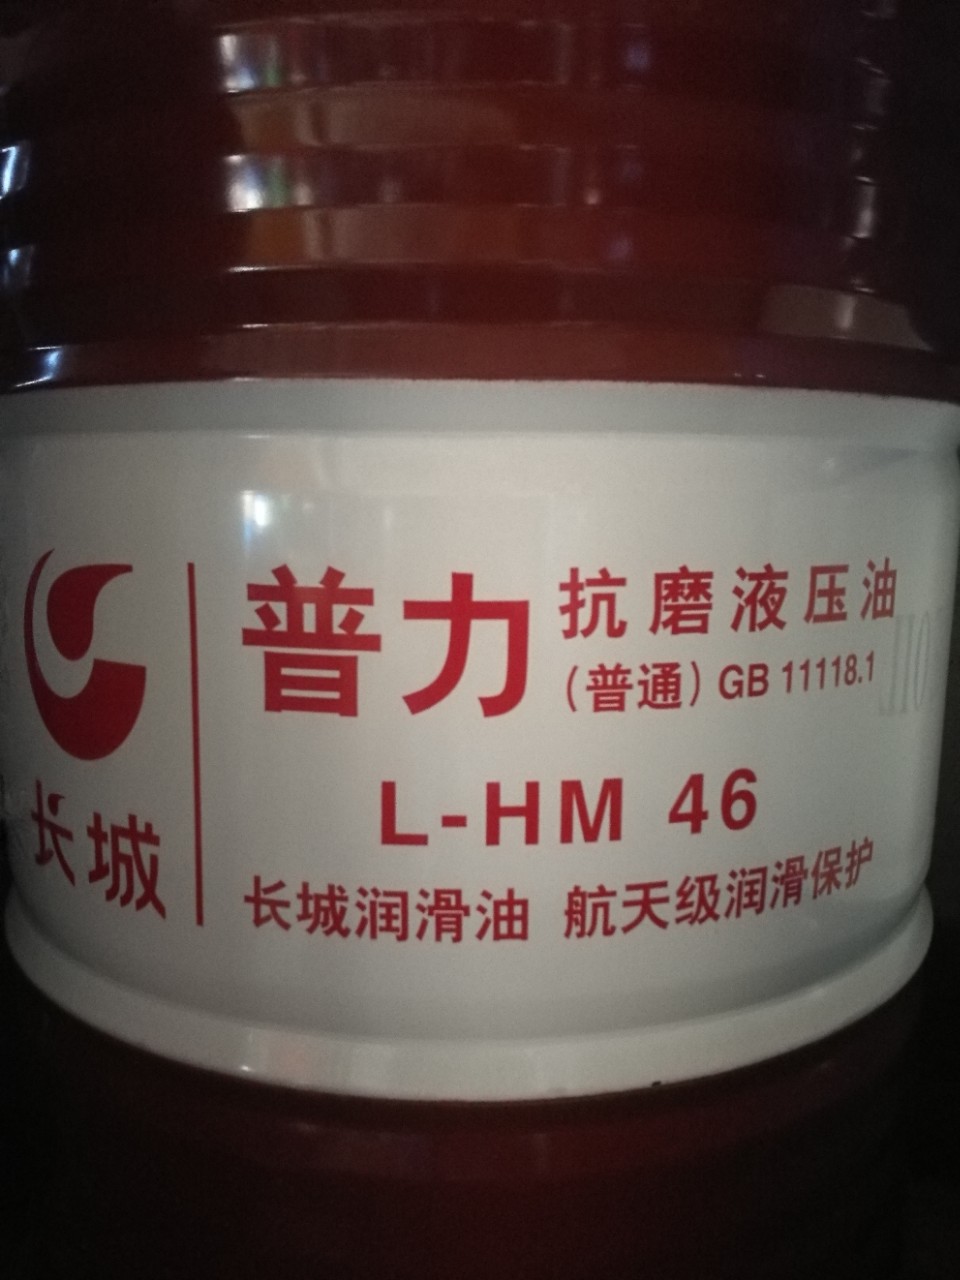 长城
普力
抗磨液压油
(普通) GB 11118.1
L-HM 46
长城润滑油 航天级润滑保护